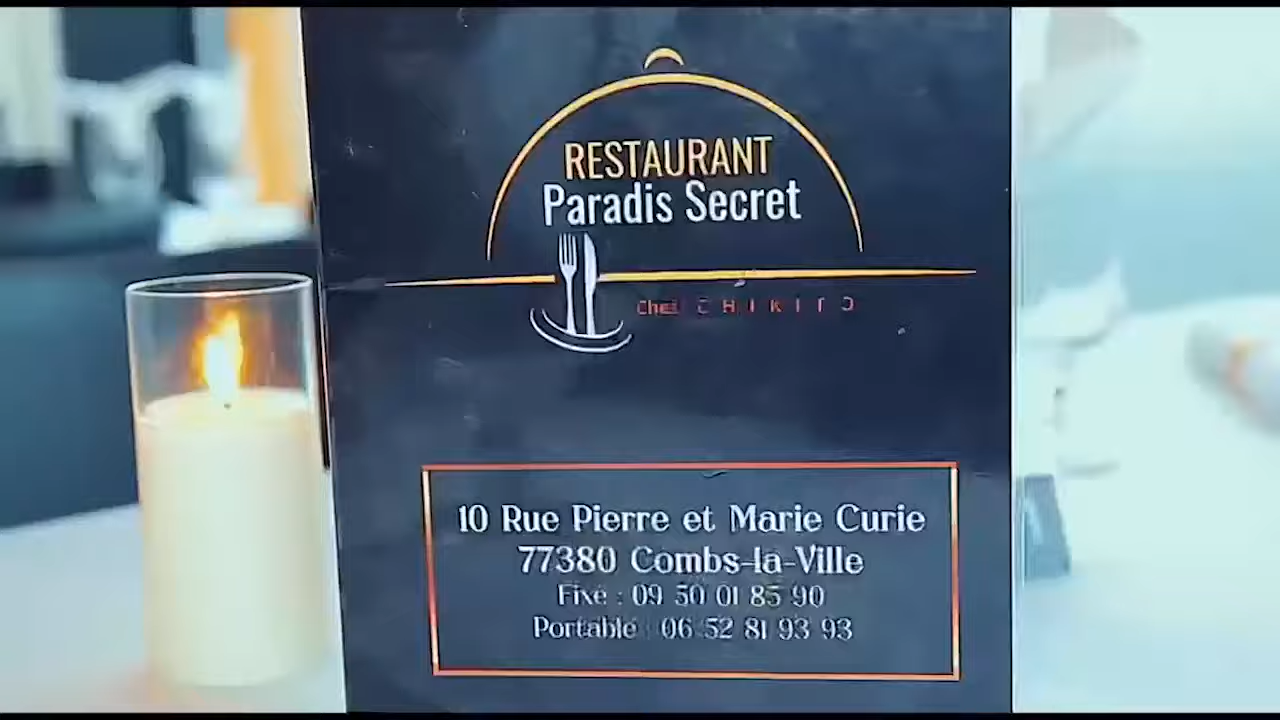 RESTAURANT
Paradis Secret
Chez CHIKITO
10 Rue Pierre et Marie Curie
77380 Combs-la-Ville
Fixe : 09 50 01 85 90
Portable : 06 52 81 93 93